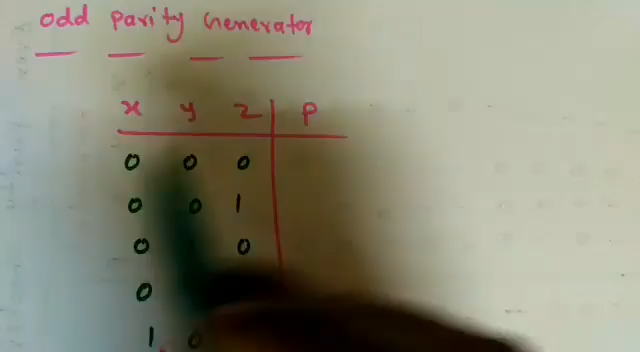 odd parity Generator
x y z P
0 0 0
0 0 1
0 0
0
1 0